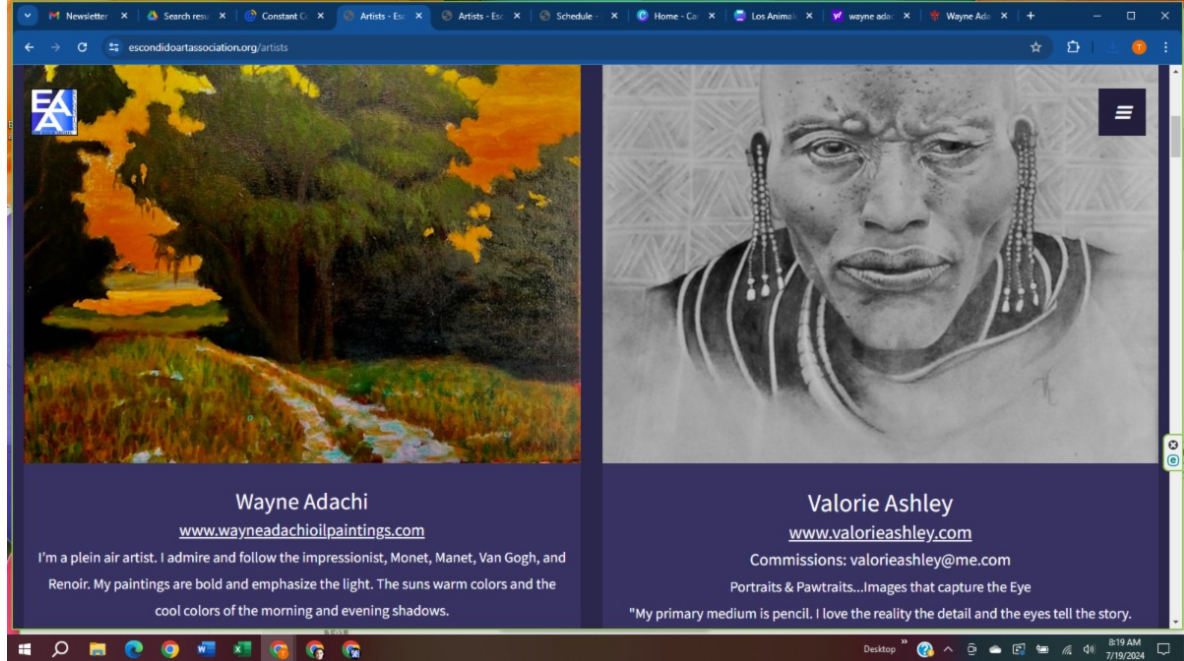 Newsletter
Search resu
Constant C
Artists - Esc
Artists - Esc
Schedule -
Home - Co
Los Animal
wayne adac
Wayne Ada
escondidoartassociation.org/artists
EAA
Wayne Adachi
www.wayneadachioilpaintings.com
I'm a plein air artist. I admire and follow the impressionist, Monet, Manet, Van Gogh, and
Renoir. My paintings are bold and emphasize the light. The suns warm colors and the
cool colors of the morning and evening shadows.
Valorie Ashley
www.valorieashley.com
Commissions: valorieashley@me.com
Portraits & Pawtraits...Images that capture the Eye
"My primary medium is pencil. I love the reality the detail and the eyes tell the story.
Desktop
8:19 AM
7/19/2024